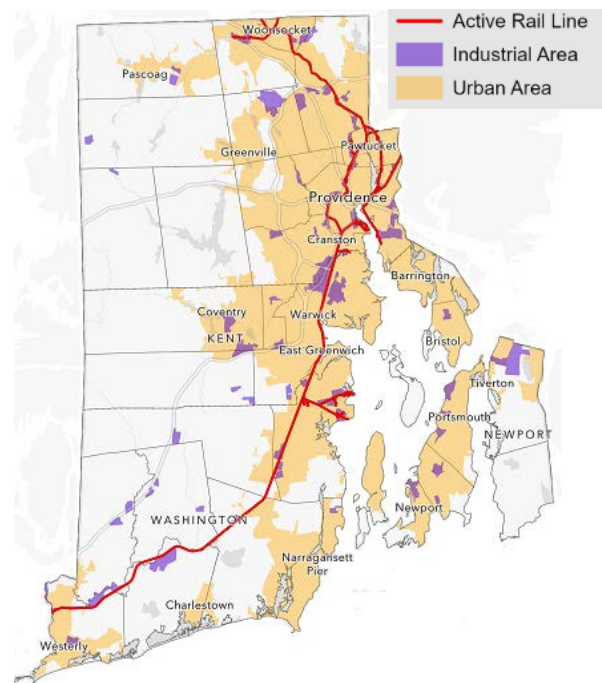 Active Rail Line
Industrial Area
Urban Area
Woonsocket
Pascoag
Greenville
Pawtucket
Providence
Cranston
Barrington
Coventry
Warwick
KENT
Bristol
East Greenwich
Tiverton
Portsmouth
NEWPORT
Newport
WASHINGTON
Narragansett
Pier
Charlestown
Westerly